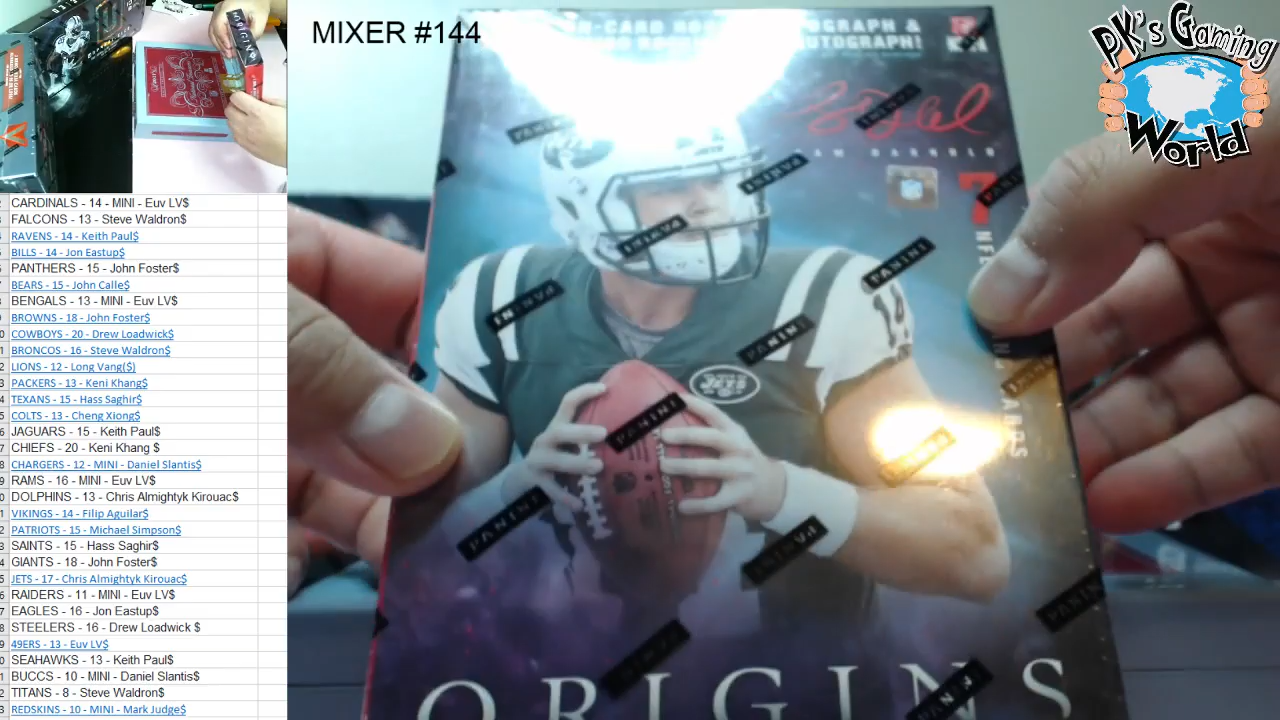 MIXER #144
PK's Gaming
World
CARDINALS - 14 - MINI - Euv LV$
FALCONS - 13 - Steve Waldron$
RAVENS - 14 - Keith Paul$
BILLS - 14 - Jon Eastup$
PANTHERS - 15 - John Foster$
BEARS - 15 - John Calle$
BENGALS - 13 - MINI - Euv LV$
BROWNS - 18 - John Foster$
COWBOYS - 20 - Drew Loadwick$
BRONCOS - 16 - Steve Waldron$
LIONS - 12 - Long Vang($)
PACKERS - 13 - Keni Khang$
TEXANS - 15 - Hass Saghir$
COLTS - 13 - Cheng Xiong$
JAGUARS - 15 - Keith Paul$
CHIEFS - 20 - Keni Khang $
CHARGERS - 12 - MINI - Daniel Slantis$
RAMS - 16 - MINI - Euv LV$
DOLPHINS - 13 - Chris Almightyk Kirouac$
VIKINGS - 14 - Filip Aguilar$
PATRIOTS - 15 - Michael Simpson$
SAINTS - 15 - Hass Saghir$
GIANTS - 18 - John Foster$
JETS - 17 - Chris Almightyk Kirouac$
RAIDERS - 11 - MINI - Euv LV$
EAGLES - 16 - Jon Eastup$
STEELERS - 16 - Drew Loadwick $
49ERS - 13 - Euv LV$
SEAHAWKS - 13 - Keith Paul$
BUCCS - 10 - MINI - Daniel Slantis$
TITANS - 8 - Steve Waldron$
REDSKINS - 10 - MINI - Mark Judge$
PANINI
PANINI
PANINI
PANINI
PANINI
PANINI
JETS
ORIGINS